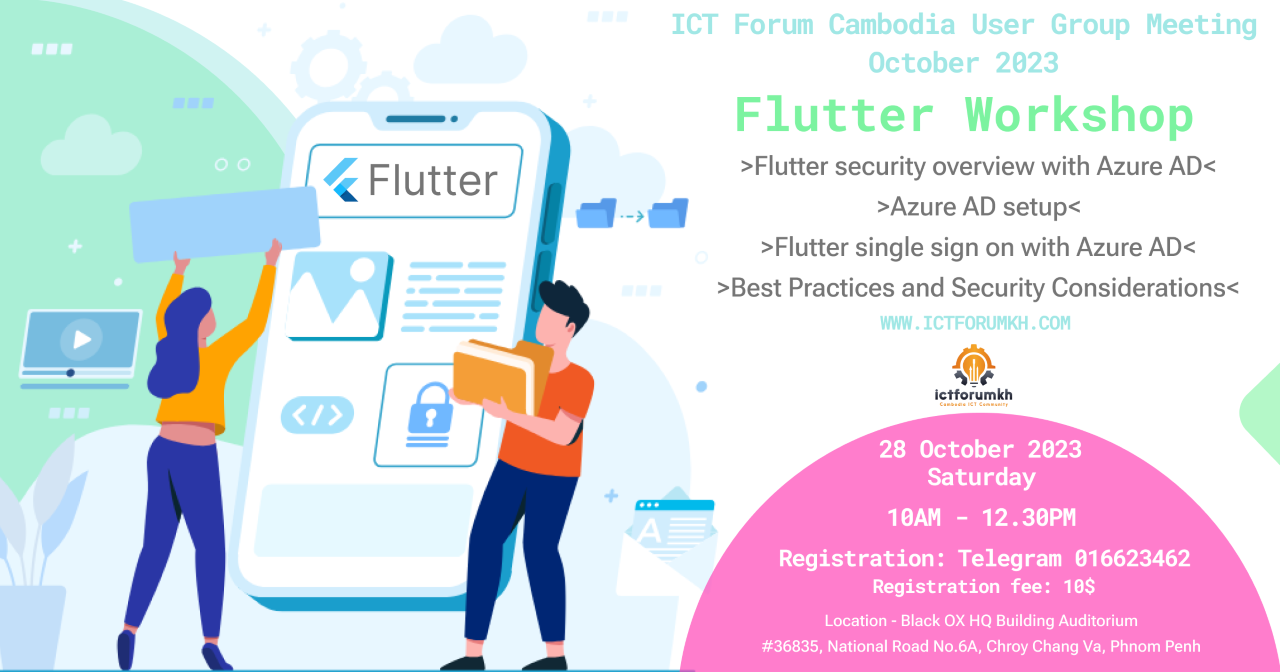 ICT Forum Cambodia User Group Meeting
October 2023
Flutter Workshop
>Flutter security overview with Azure AD<
>Azure AD setup<
>Flutter single sign on with Azure AD<
>Best Practices and Security Considerations<
WWW.ICTFORUMKH.COM
ictforumkh
Cambodia ICT Community
28 October 2023
Saturday
10AM - 12.30PM
Registration: Telegram 016623462
Registration fee: 10$
Location - Black OX HQ Building Auditorium
#36835, National Road No.6A, Chroy Chang Va, Phnom Penh
Flutter
</>
A